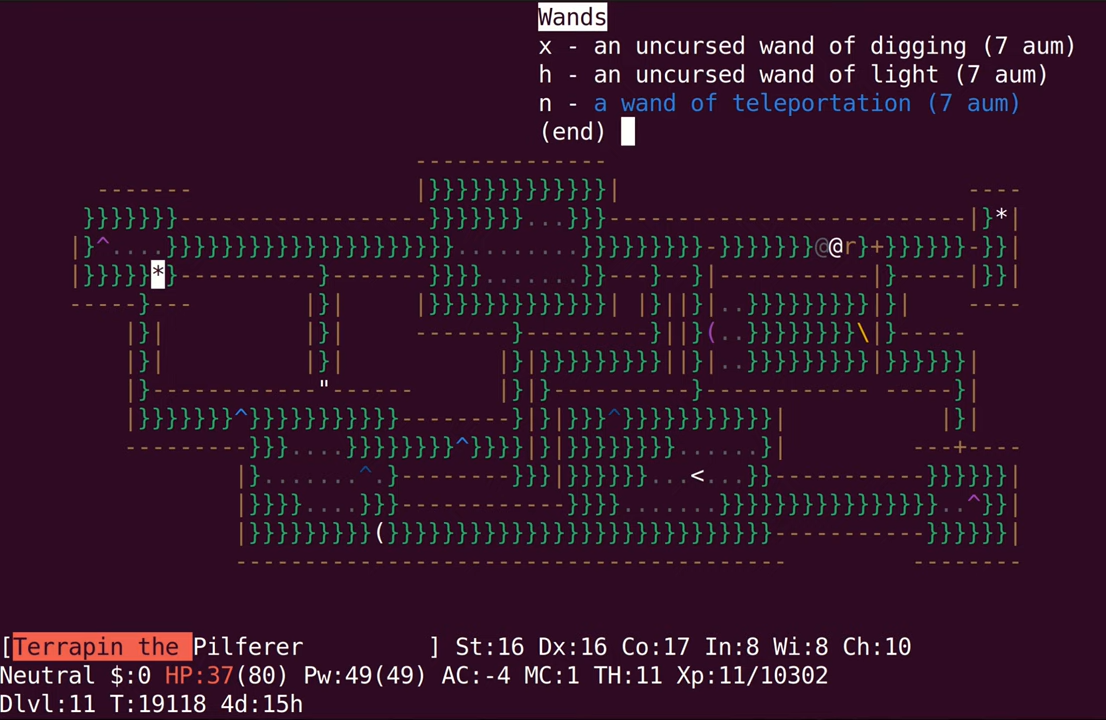 Wands
x - an uncursed wand of digging (7 aum)
h - an uncursed wand of light (7 aum)
n - a wand of teleportation (7 aum)
(end)
[Terrapin the Pilferer ] St:16 Dx:16 Co:17 In:8 Wi:8 Ch:10
Neutral $:0 HP:37(80) Pw:49(49) AC:-4 MC:1 TH:11 Xp:11/10302
Dlvl:11 T:19118 4d:15h